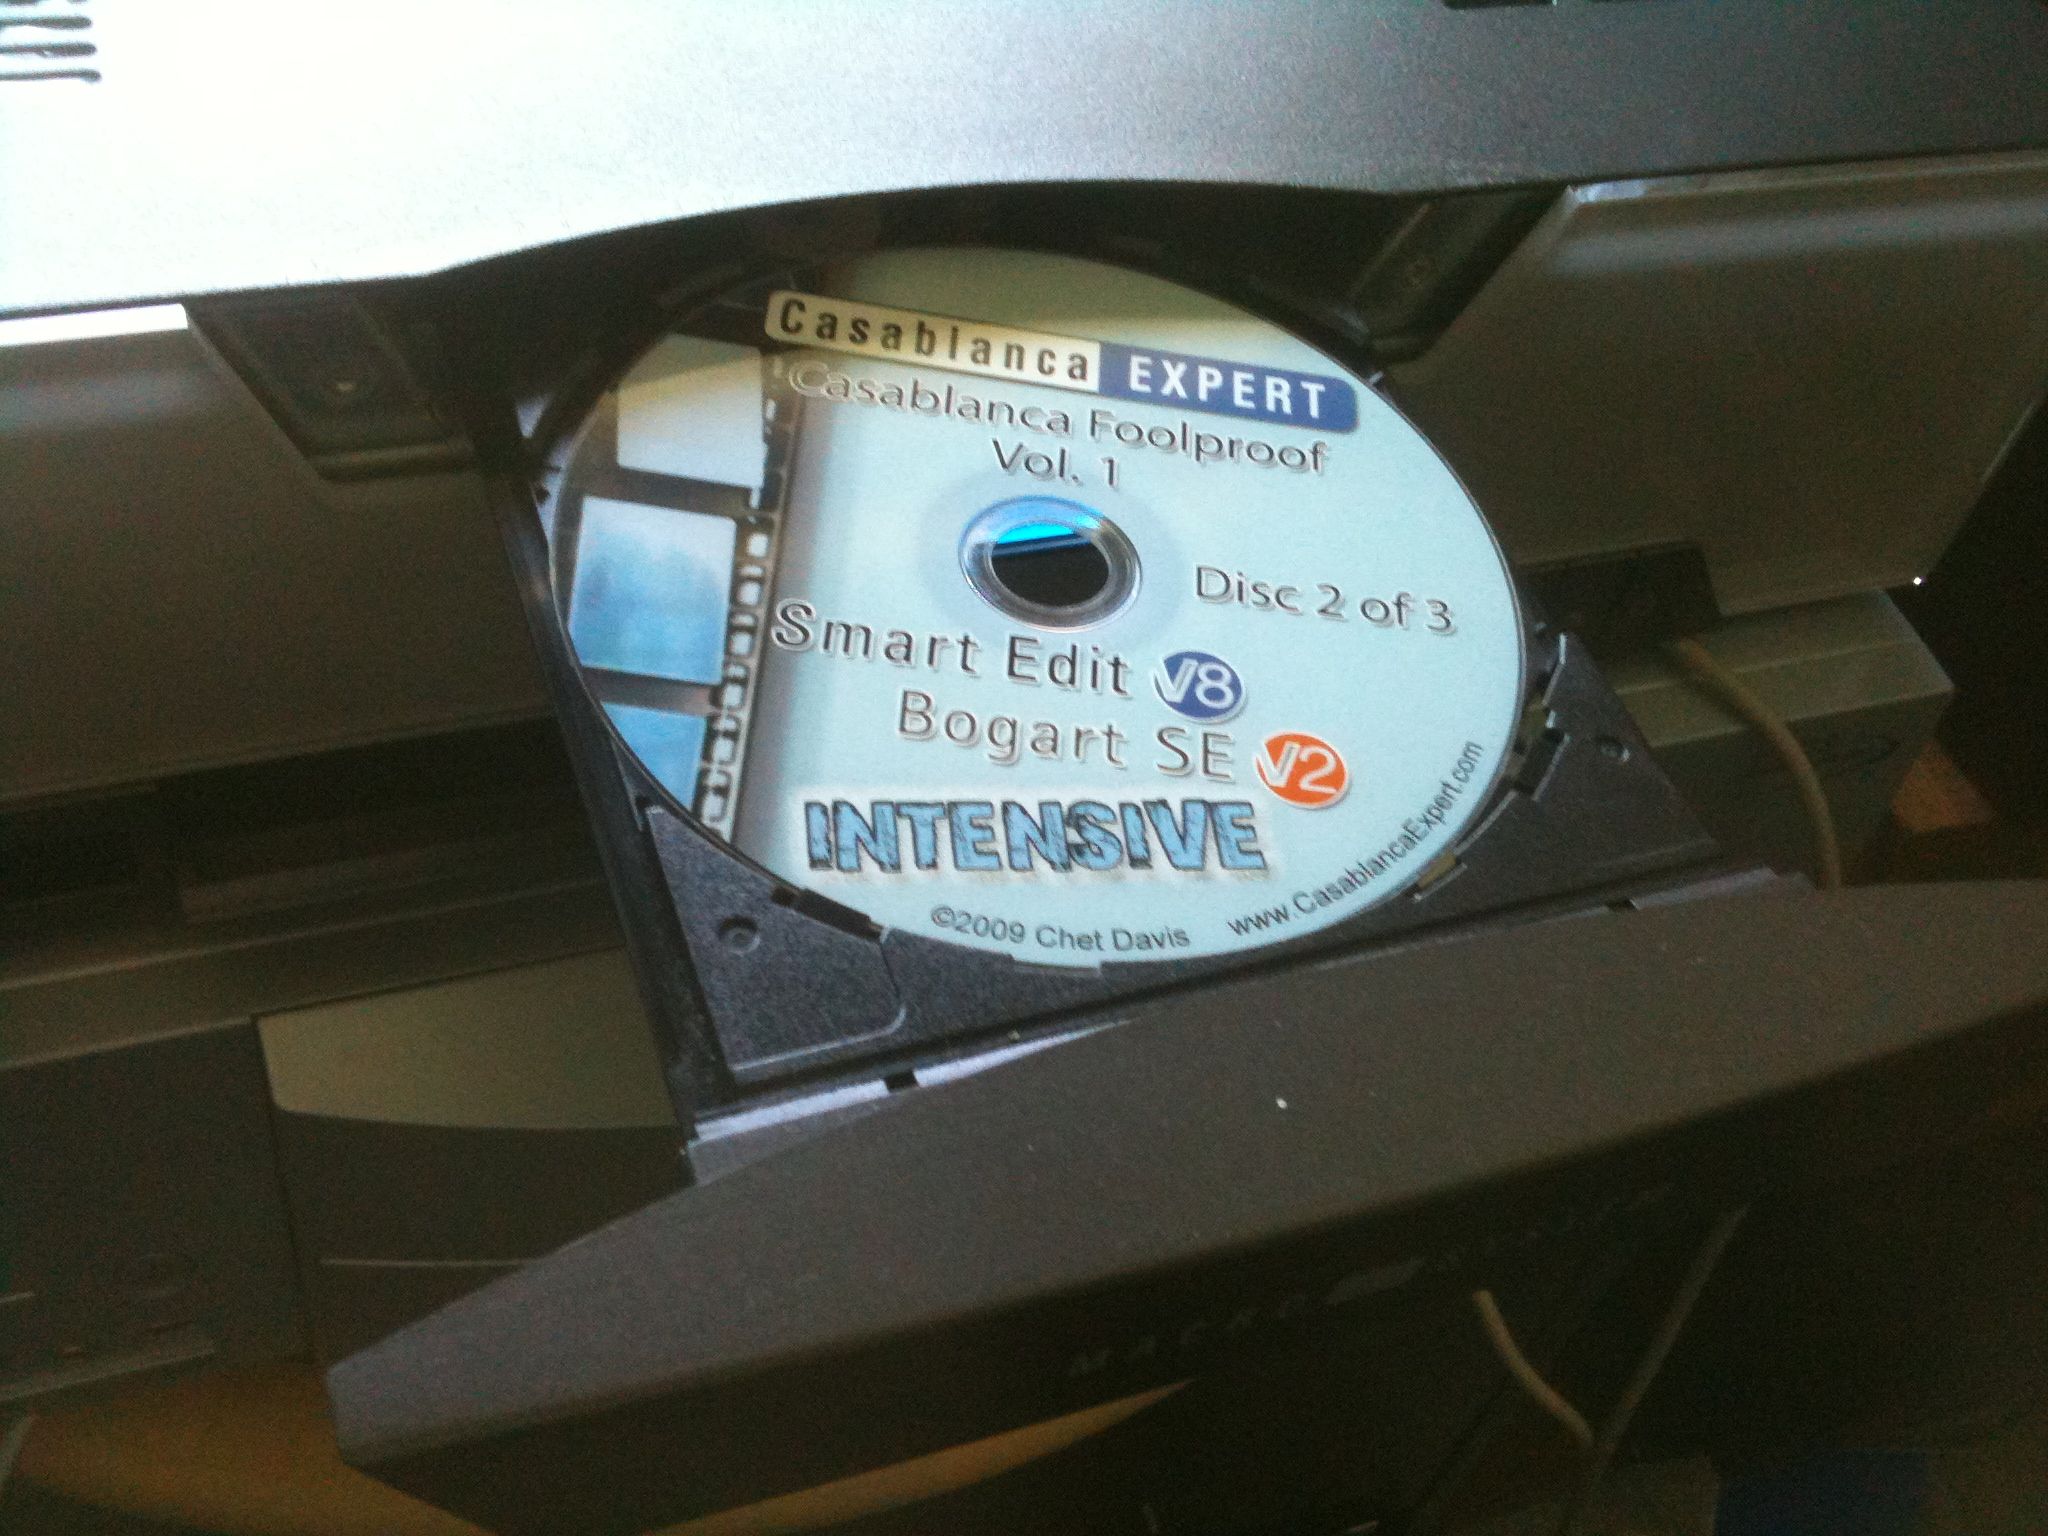 Casablanca EXPERT
Casablanca Foolproof
Vol. 1
Disc 2 of 3
Smart Edit V8
Bogart SE V2
INTENSIVE
©2009 Chet Davis www.CasablancaExpert.com